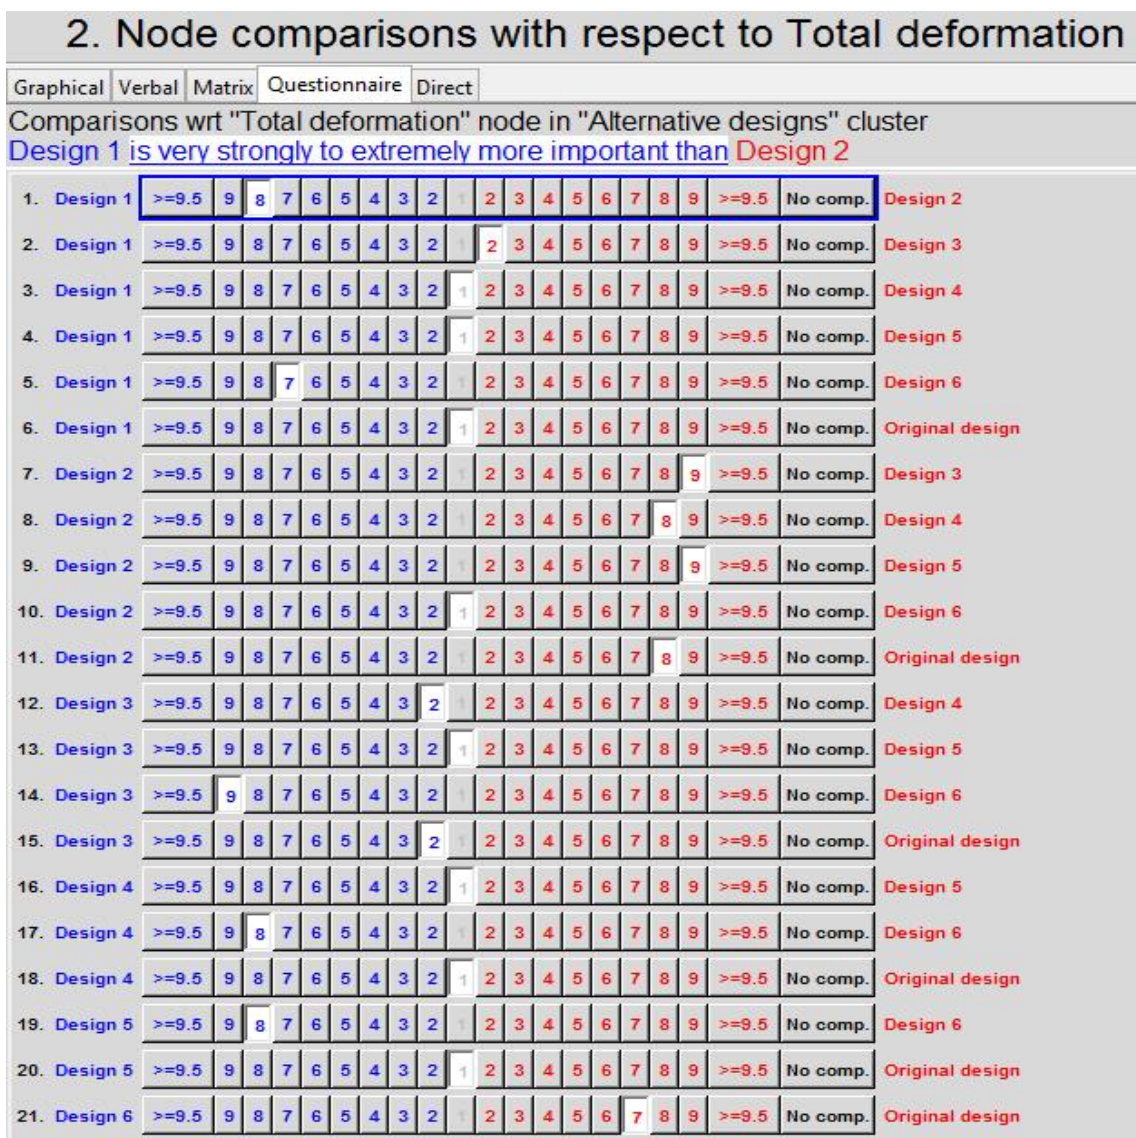 2. Node comparisons with respect to Total deformation
Graphical Verbal Matrix Questionnaire Direct
Comparisons wrt "Total deformation" node in "Alternative designs" cluster
Design 1 is very strongly to extremely more important than Design 2
1. Design 1 >=9.5 9 8 7 6 5 4 3 2 1 2 3 4 5 6 7 8 9 >=9.5 No comp. Design 2
2. Design 1 >=9.5 9 8 7 6 5 4 3 2 1 2 3 4 5 6 7 8 9 >=9.5 No comp. Design 3
3. Design 1 >=9.5 9 8 7 6 5 4 3 2 1 2 3 4 5 6 7 8 9 >=9.5 No comp. Design 4
4. Design 1 >=9.5 9 8 7 6 5 4 3 2 1 2 3 4 5 6 7 8 9 >=9.5 No comp. Design 5
5. Design 1 >=9.5 9 8 7 6 5 4 3 2 1 2 3 4 5 6 7 8 9 >=9.5 No comp. Design 6
6. Design 1 >=9.5 9 8 7 6 5 4 3 2 1 2 3 4 5 6 7 8 9 >=9.5 No comp. Original design
7. Design 2 >=9.5 9 8 7 6 5 4 3 2 1 2 3 4 5 6 7 8 9 >=9.5 No comp. Design 3
8. Design 2 >=9.5 9 8 7 6 5 4 3 2 1 2 3 4 5 6 7 8 9 >=9.5 No comp. Design 4
9. Design 2 >=9.5 9 8 7 6 5 4 3 2 1 2 3 4 5 6 7 8 9 >=9.5 No comp. Design 5
10. Design 2 >=9.5 9 8 7 6 5 4 3 2 1 2 3 4 5 6 7 8 9 >=9.5 No comp. Design 6
11. Design 2 >=9.5 9 8 7 6 5 4 3 2 1 2 3 4 5 6 7 8 9 >=9.5 No comp. Original design
12. Design 3 >=9.5 9 8 7 6 5 4 3 2 1 2 3 4 5 6 7 8 9 >=9.5 No comp. Design 4
13. Design 3 >=9.5 9 8 7 6 5 4 3 2 1 2 3 4 5 6 7 8 9 >=9.5 No comp. Design 5
14. Design 3 >=9.5 9 8 7 6 5 4 3 2 1 2 3 4 5 6 7 8 9 >=9.5 No comp. Design 6
15. Design 3 >=9.5 9 8 7 6 5 4 3 2 1 2 3 4 5 6 7 8 9 >=9.5 No comp. Original design
16. Design 4 >=9.5 9 8 7 6 5 4 3 2 1 2 3 4 5 6 7 8 9 >=9.5 No comp. Design 5
17. Design 4 >=9.5 9 8 7 6 5 4 3 2 1 2 3 4 5 6 7 8 9 >=9.5 No comp. Design 6
18. Design 4 >=9.5 9 8 7 6 5 4 3 2 1 2 3 4 5 6 7 8 9 >=9.5 No comp. Original design
19. Design 5 >=9.5 9 8 7 6 5 4 3 2 1 2 3 4 5 6 7 8 9 >=9.5 No comp. Design 6
20. Design 5 >=9.5 9 8 7 6 5 4 3 2 1 2 3 4 5 6 7 8 9 >=9.5 No comp. Original design
21. Design 6 >=9.5 9 8 7 6 5 4 3 2 1 2 3 4 5 6 7 8 9 >=9.5 No comp. Original design